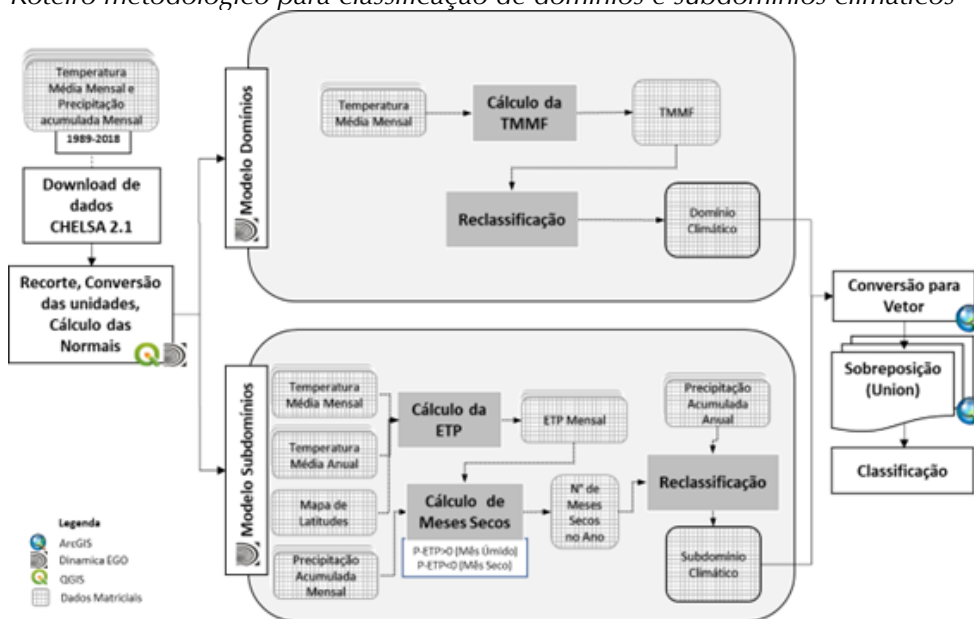 Roteiro metodológico para classificação de domínios e subdomínios climáticos
Temperatura
Média Mensal e
Precipitação
acumulada Mensal
1989-2018
Download de
dados
CHELSA 2.1
Recorte, Conversão
das unidades,
Cálculo das
Normais
Modelo Domínios
Temperatura
Média Mensal
Cálculo da
TMMF
TMMF
Reclassificação
Domínio
Climático
Modelo Subdomínios
Temperatura
Média Mensal
Temperatura
Média Anual
Mapa de
Latitudes
Precipitação
Acumulada
Mensal
Cálculo da
ETP
ETP Mensal
Cálculo de
Meses Secos
P-ETP>0 (Mês Úmido)
P-ETP<0 (Mês Seco)
N° de
Meses
Secos
no Ano
Precipitação
Acumulada
Anual
Reclassificação
Subdomínio
Climático
Conversão para
Vetor
Sobreposição
(Union)
Classificação
Legenda
ArcGIS
Dinamica EGO
QGIS
Dados Matriciais